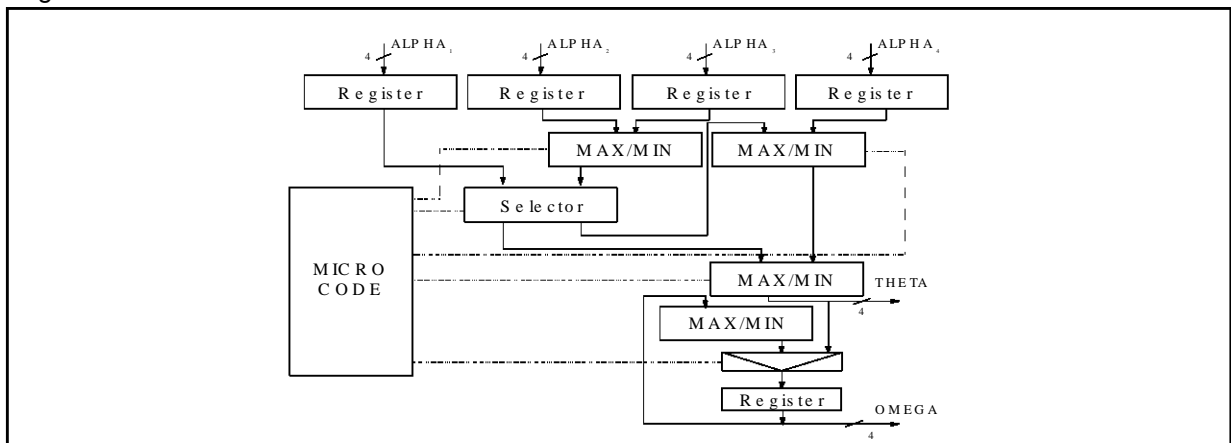 ALPHA₁ ALPHA₂ ALPHA₃ ALPHA₄
4 4 4 4
Register Register Register Register
MAX/MIN MAX/MIN
Selector
MICRO
CODE
MAX/MIN
THETA
4
MAX/MIN
Register
OMEGA
4